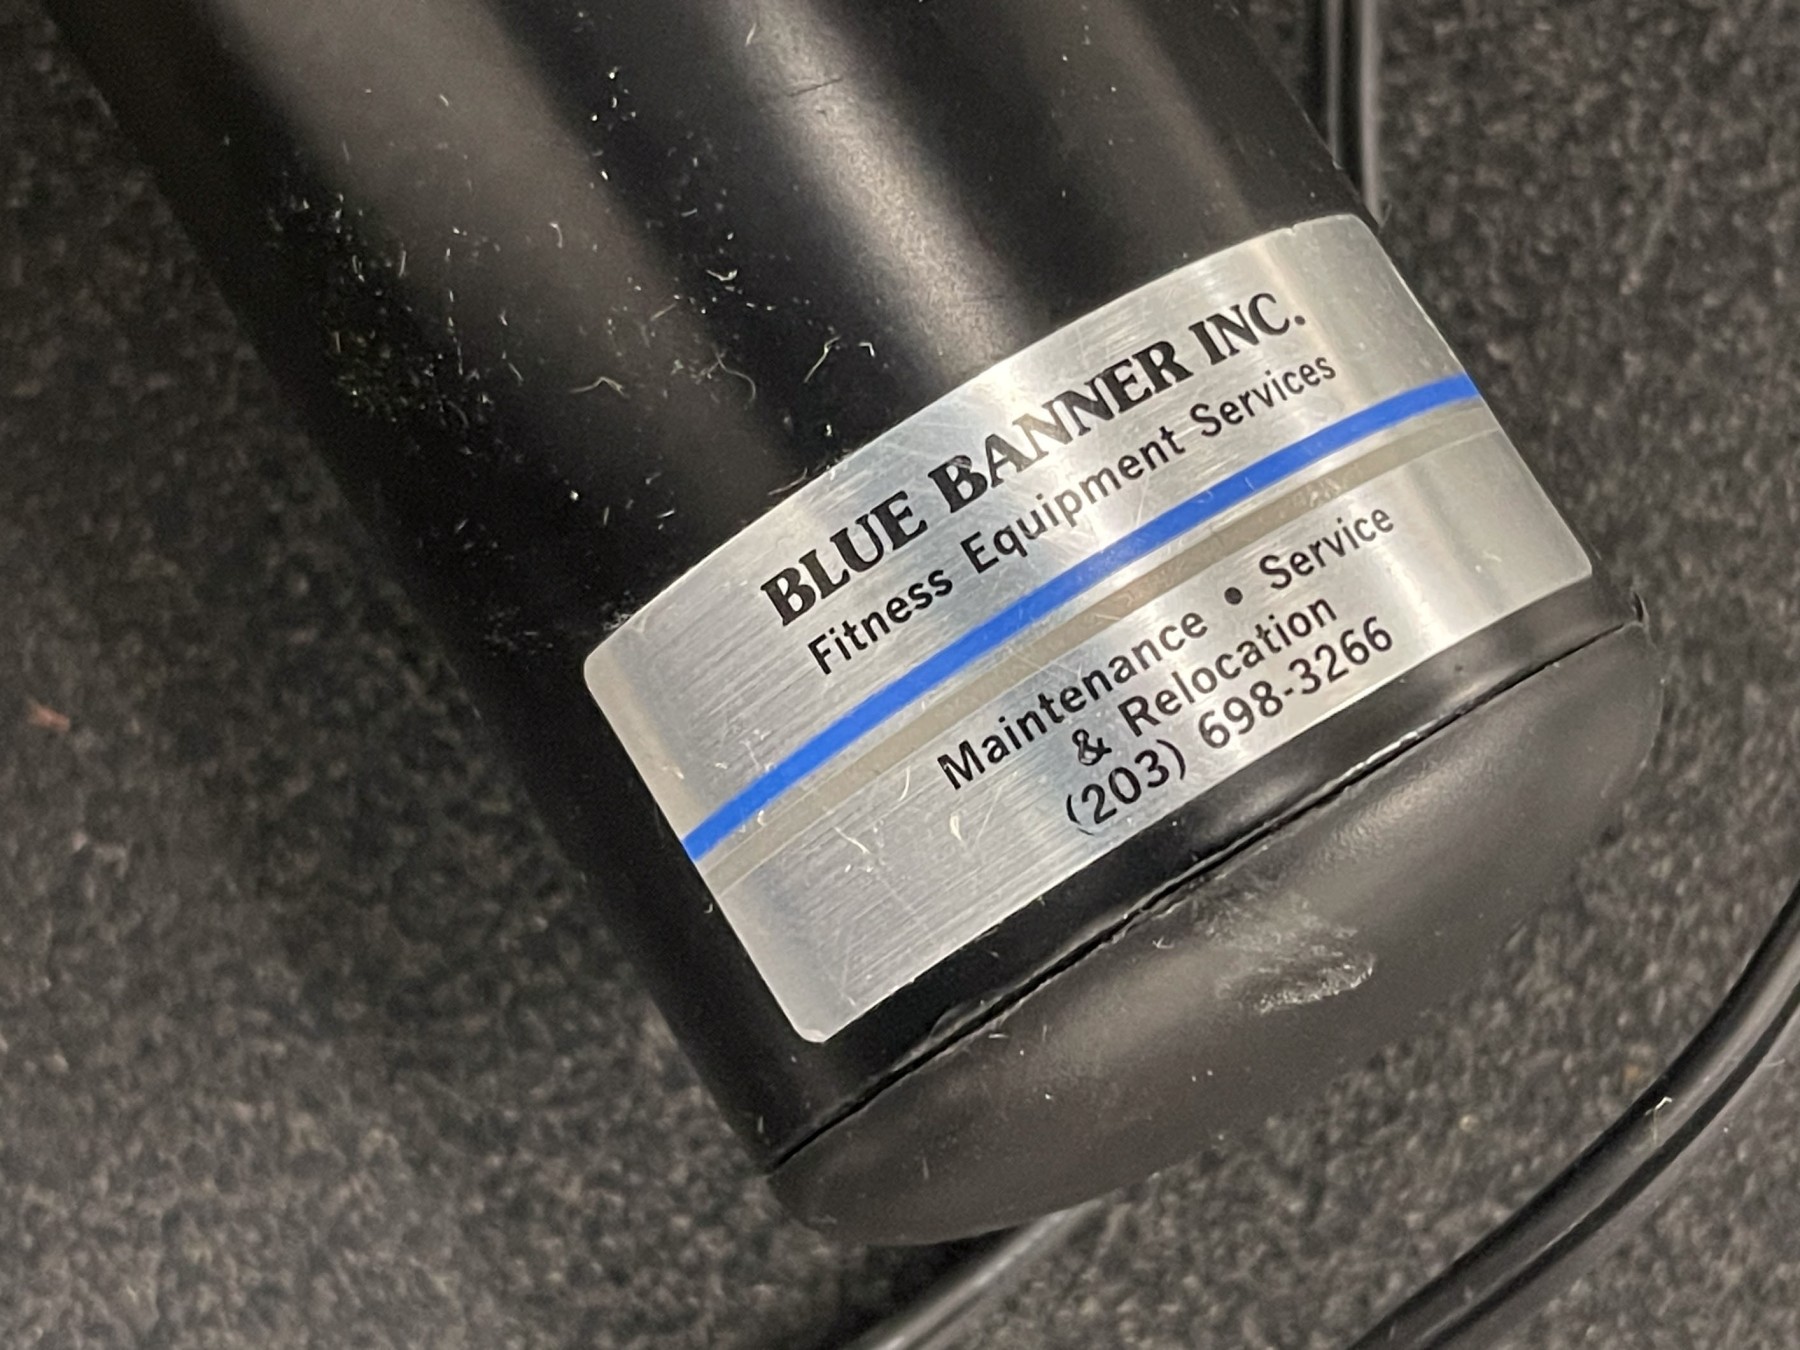 BLUE BANNER INC.
Fitness Equipment Services
Maintenance • Service
& Relocation
(203) 698-3266